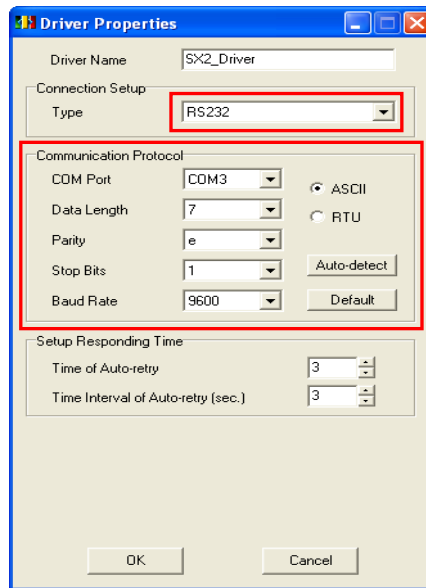 Driver Properties
Driver Name SX2_Driver
Connection Setup
Type RS232
Communication Protocol
COM Port COM3 ASCII
Data Length 7 RTU
Parity e
Stop Bits 1 Auto-detect
Baud Rate 9600 Default
Setup Responding Time
Time of Auto-retry 3
Time Interval of Auto-retry (sec.) 3
OK Cancel